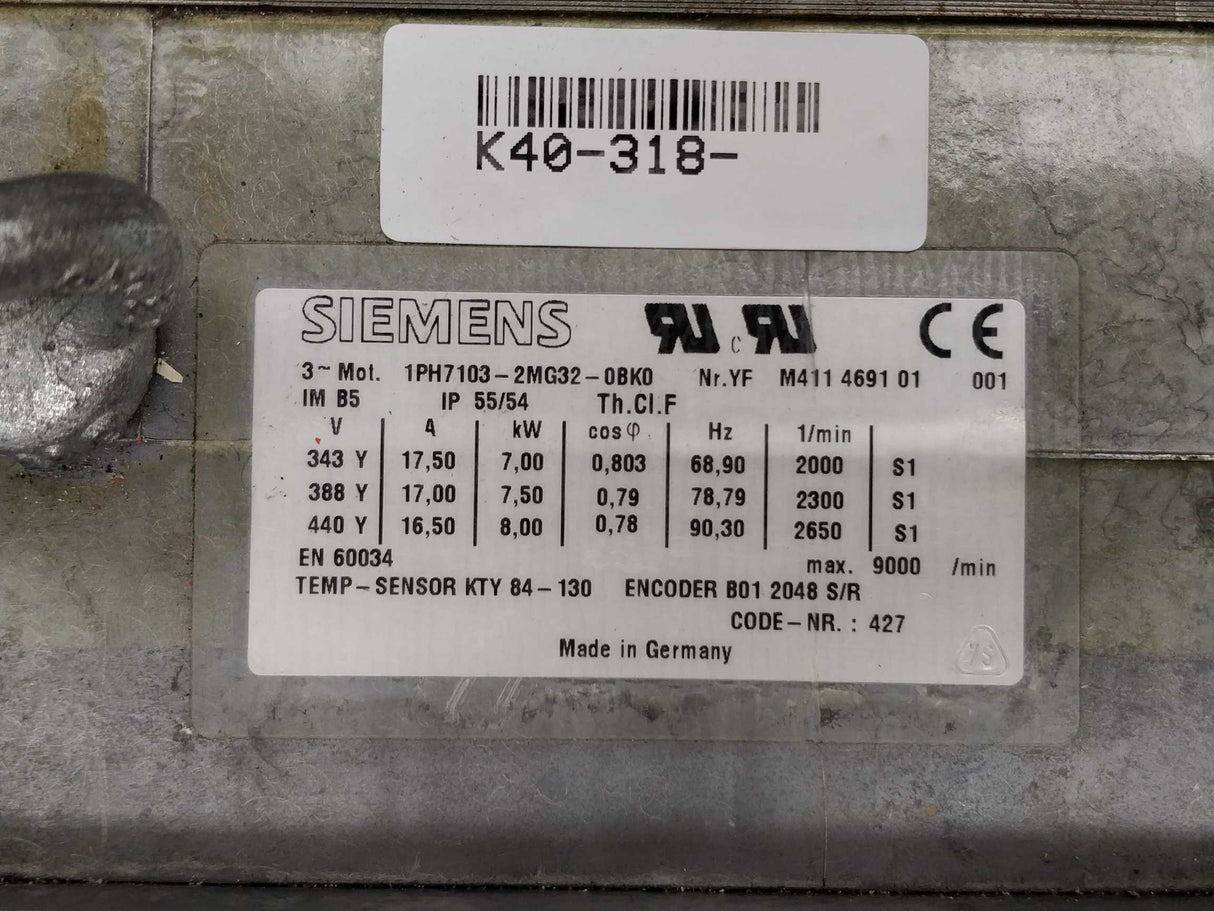 K40-318-
SIEMENS
3~ Mot. 1PH7103-2MG32-0BK0 Nr.YF M411 4691 01 001
IM B5 IP 55/54 Th.Cl.F
V A kW cos φ Hz 1/min
343 Y 17,50 7,00 0,803 68,90 2000 S1
388 Y 17,00 7,50 0,79 78,79 2300 S1
440 Y 16,50 8,00 0,78 90,30 2650 S1
EN 60034
max. 9000 /min
TEMP-SENSOR KTY 84-130 ENCODER B01 2048 S/R
CODE-NR. : 427
Made in Germany